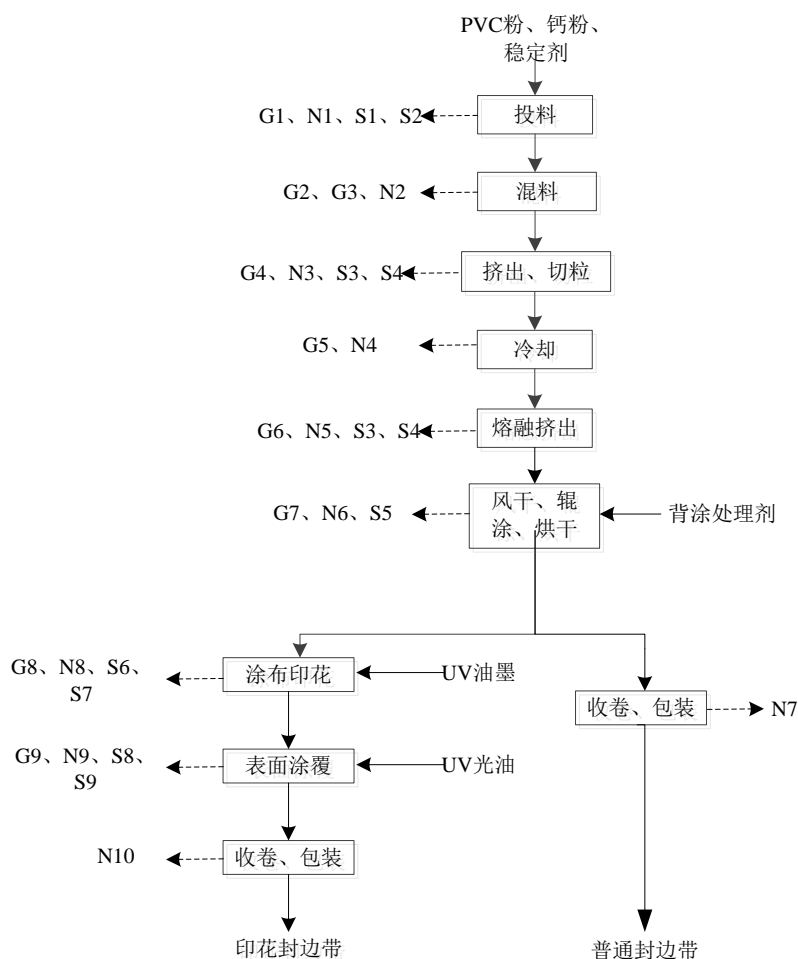 PVC粉、钙粉、
稳定剂
G1、N1、S1、S2
投料
G2、G3、N2
混料
G4、N3、S3、S4
挤出、切粒
G5、N4
冷却
G6、N5、S3、S4
熔融挤出
G7、N6、S5
风干、辊
涂、烘干
背涂处理剂
G8、N8、S6、
S7
涂布印花
UV油墨
收卷、包装
N7
G9、N9、S8、
S9
表面涂覆
UV光油
N10
收卷、包装
印花封边带
普通封边带